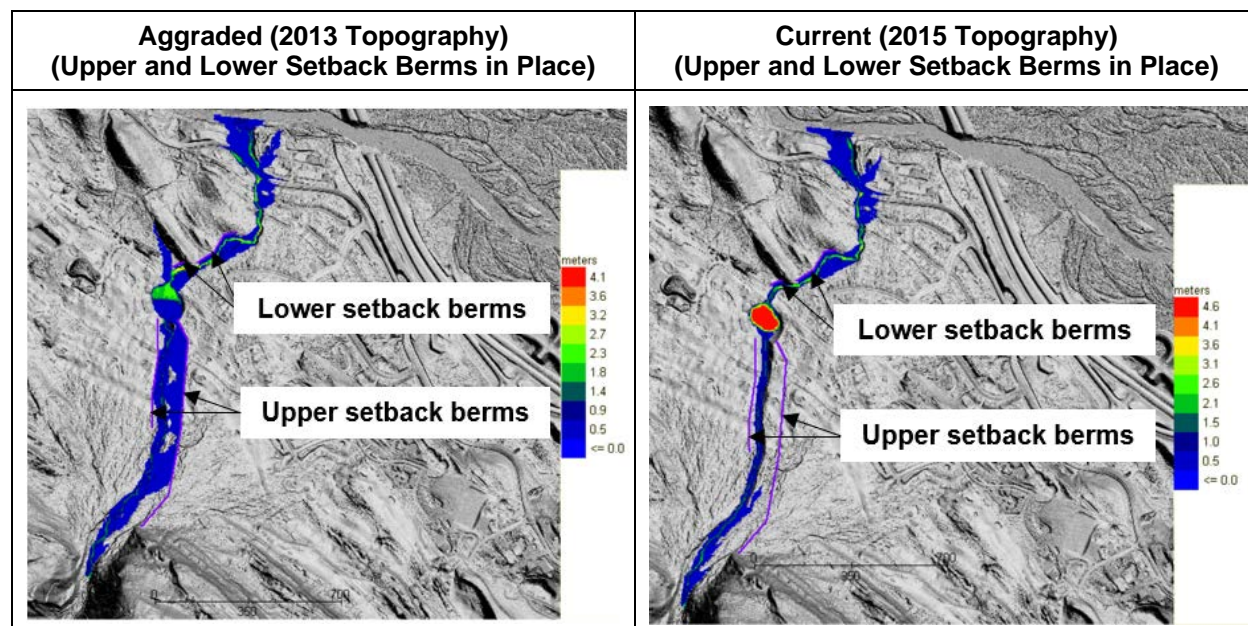 Aggraded (2013 Topography)
(Upper and Lower Setback Berms in Place)
Current (2015 Topography)
(Upper and Lower Setback Berms in Place)
meters
4.1
3.6
3.2
2.7
2.3
1.8
1.4
0.9
0.5
<= 0.0
Lower setback berms
Upper setback berms
0
350
700
meters
4.6
4.1
3.6
3.1
2.6
2.1
1.5
1.0
0.5
<= 0.0
Lower setback berms
Upper setback berms
0
350
700